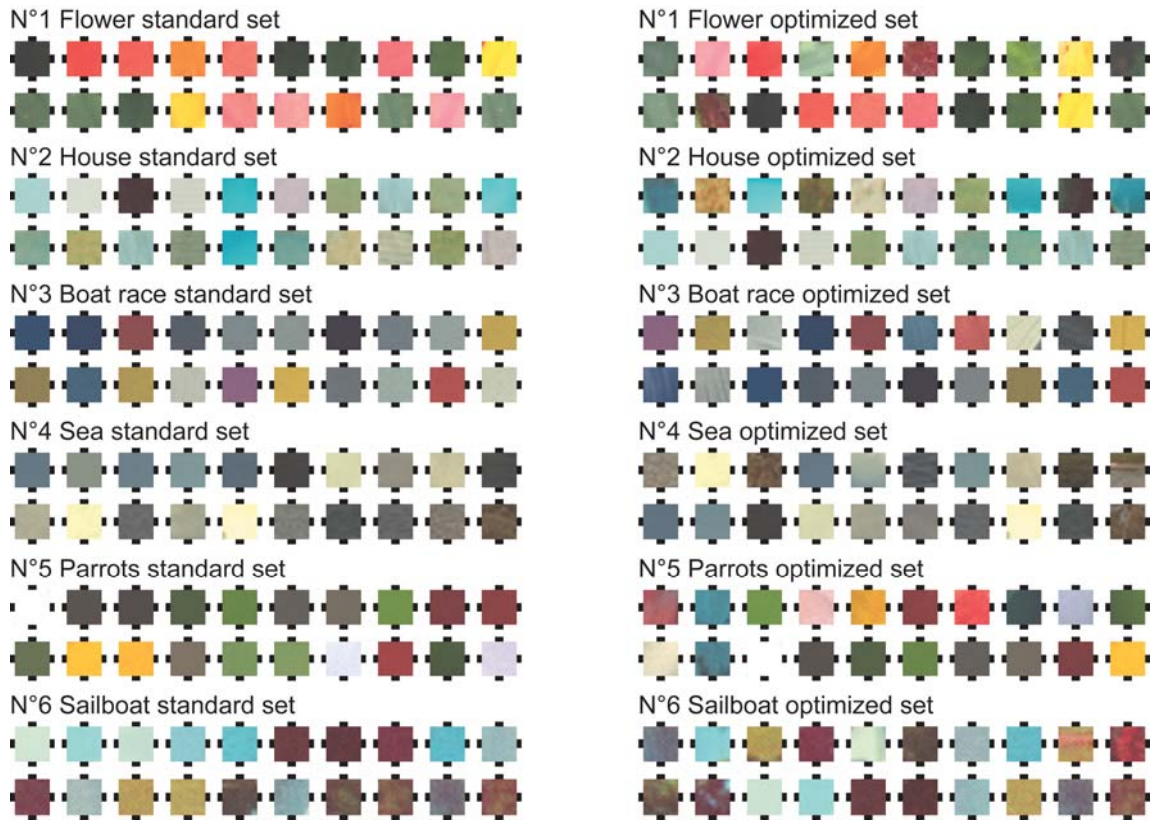 N°1 Flower standard set
N°1 Flower optimized set
N°2 House standard set
N°2 House optimized set
N°3 Boat race standard set
N°3 Boat race optimized set
N°4 Sea standard set
N°4 Sea optimized set
N°5 Parrots standard set
N°5 Parrots optimized set
N°6 Sailboat standard set
N°6 Sailboat optimized set